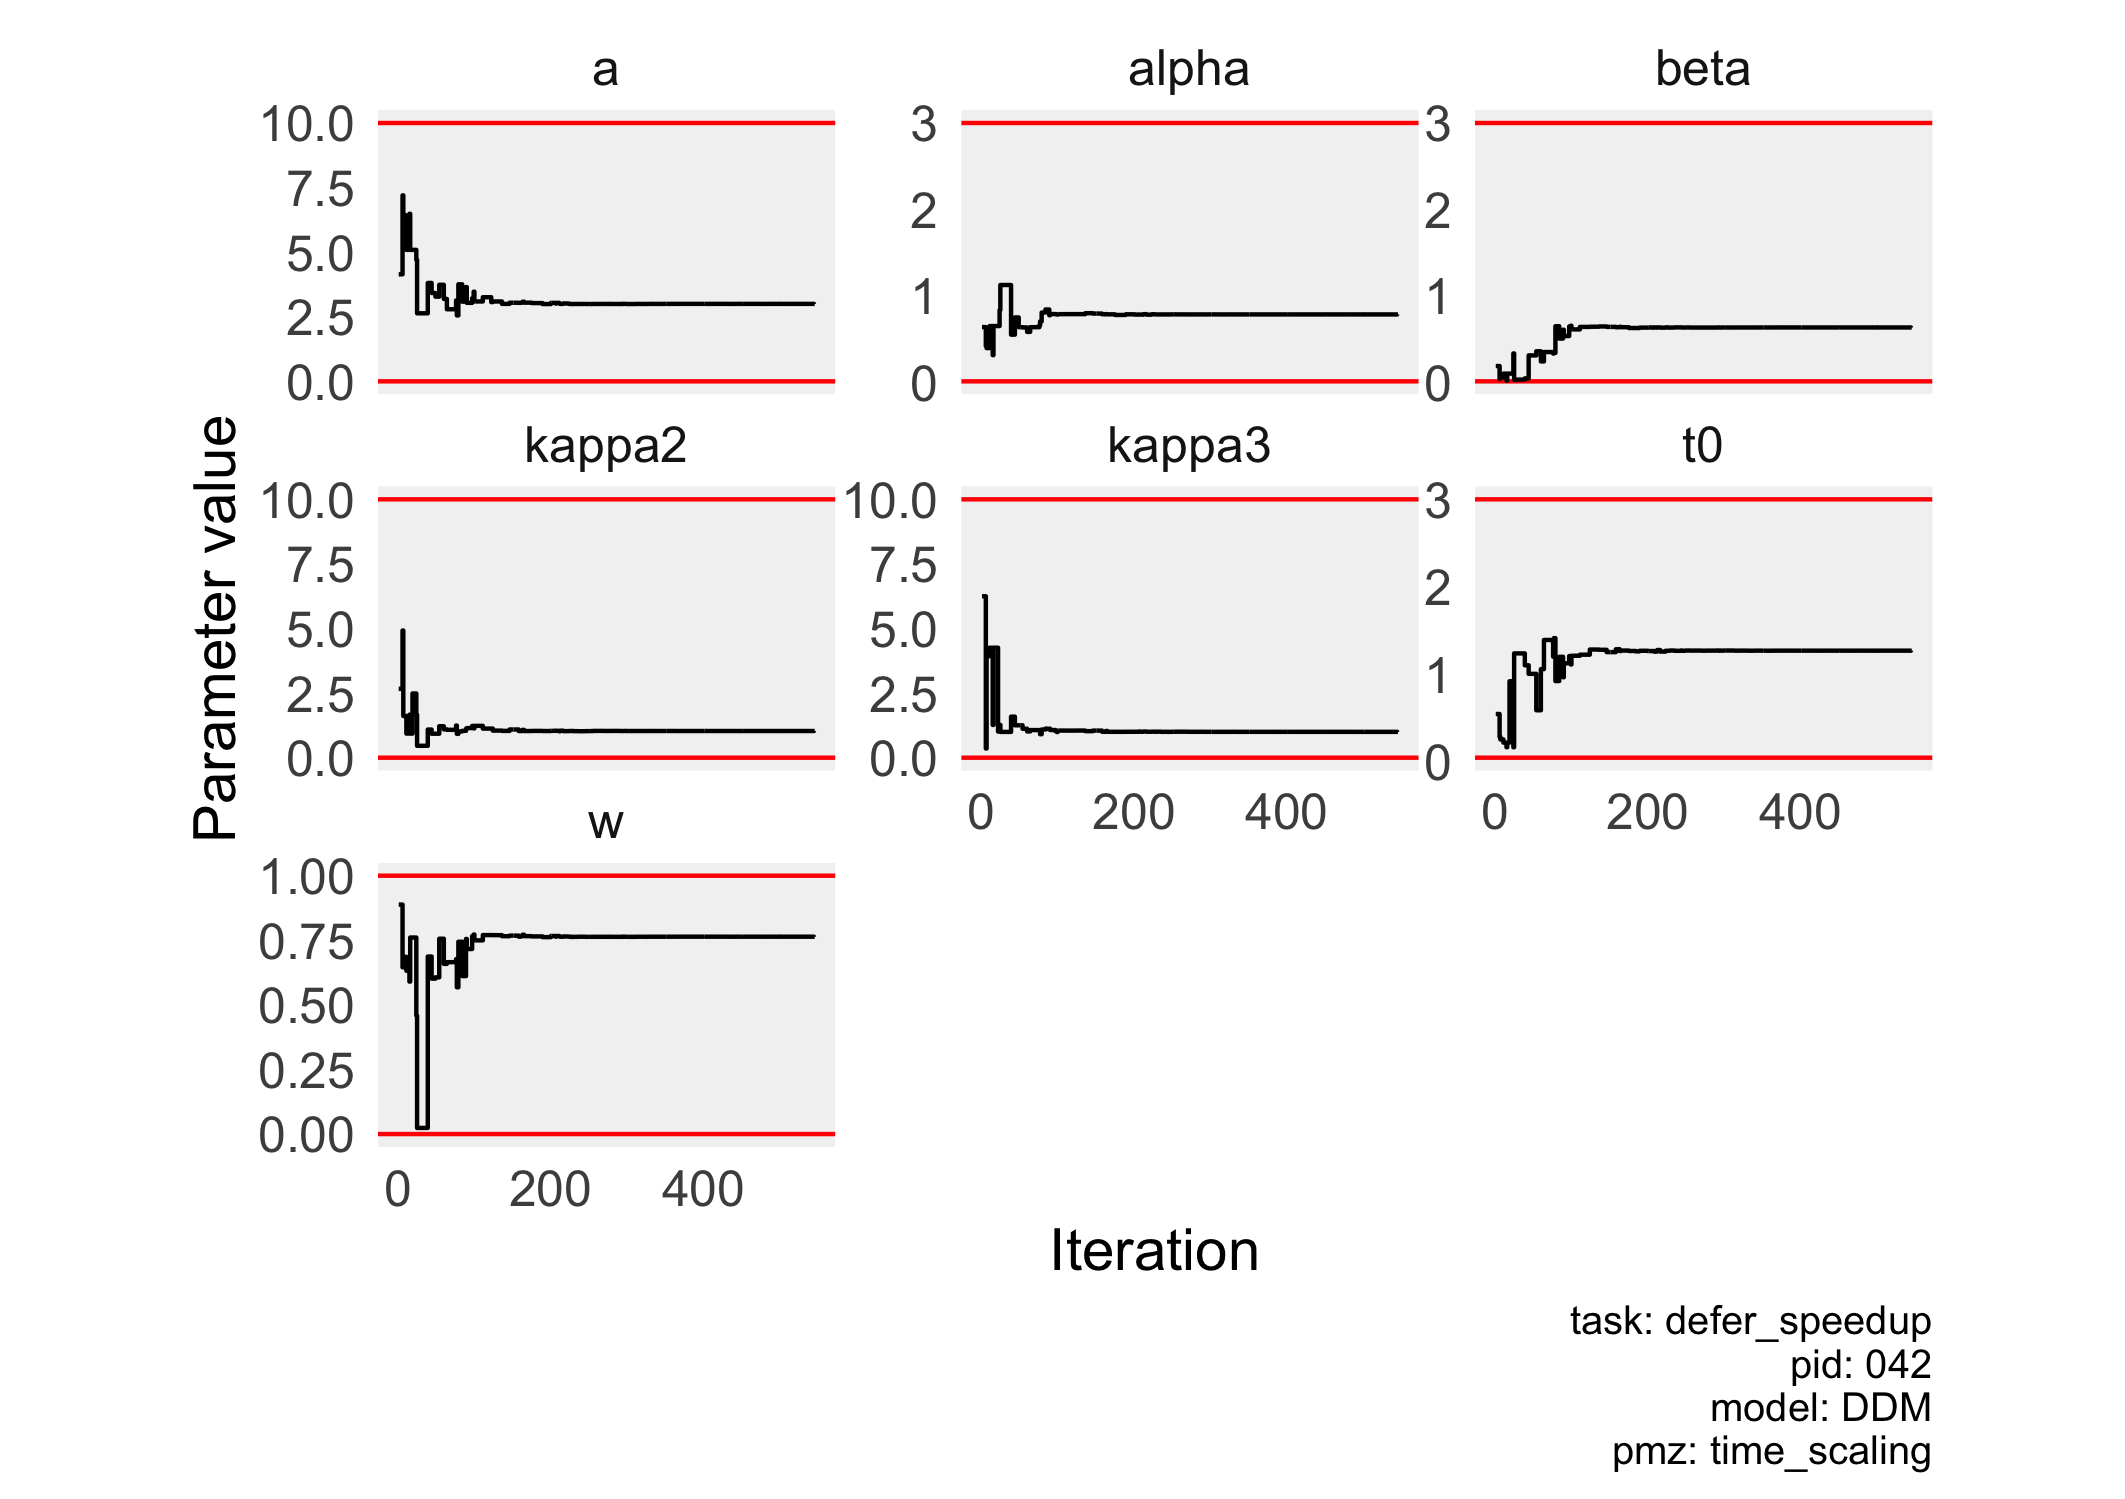 a alpha beta
10.0 3 3
7.5 2 2
5.0 1 1
2.5 0 0
0.0
kappa2 kappa3 t0
10.0 10.0 3
7.5 7.5 2
5.0 5.0 1
2.5 2.5 0
0.0 0.0
0 200 400 0 200 400
w
1.00
0.75
0.50
0.25
0.00
0 200 400
Parameter value
Iteration
task: defer_speedup
pid: 042
model: DDM
pmz: time_scaling